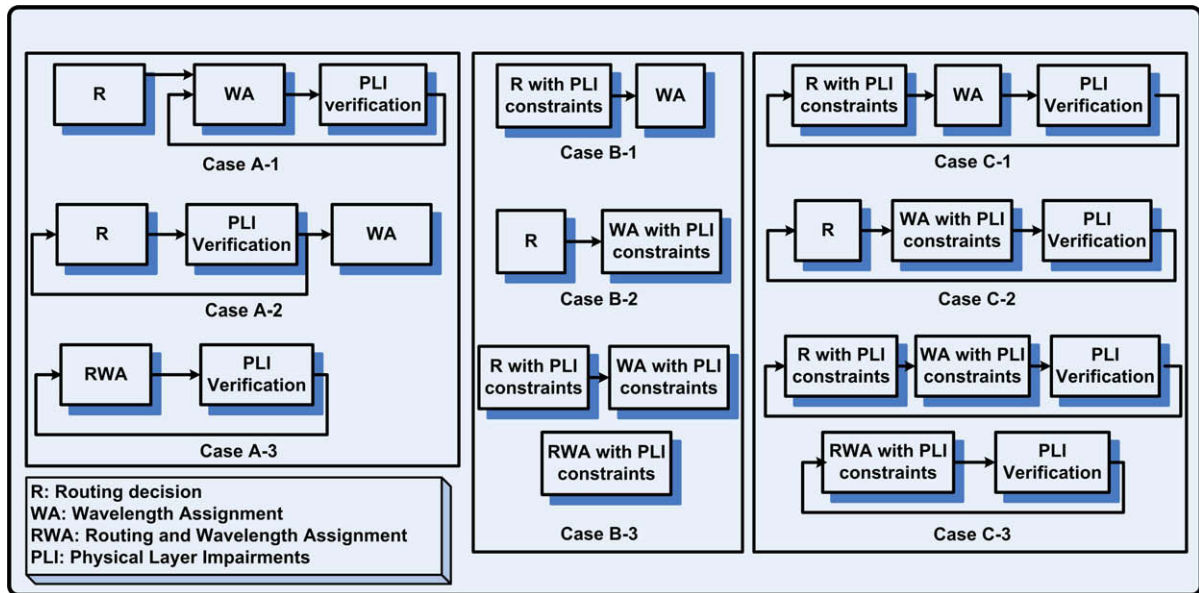 R
WA
PLI
verification
Case A-1
R
PLI
Verification
WA
Case A-2
RWA
PLI
Verification
Case A-3
R: Routing decision
WA: Wavelength Assignment
RWA: Routing and Wavelength Assignment
PLI: Physical Layer Impairments
R with PLI
constraints
WA
Case B-1
R
WA with PLI
constraints
Case B-2
R with PLI
constraints
WA with PLI
constraints
RWA with PLI
constraints
Case B-3
R with PLI
constraints
WA
PLI
Verification
Case C-1
R
WA with PLI
constraints
PLI
Verification
Case C-2
R with PLI
constraints
WA with PLI
constraints
PLI
Verification
RWA with PLI
constraints
PLI
Verification
Case C-3